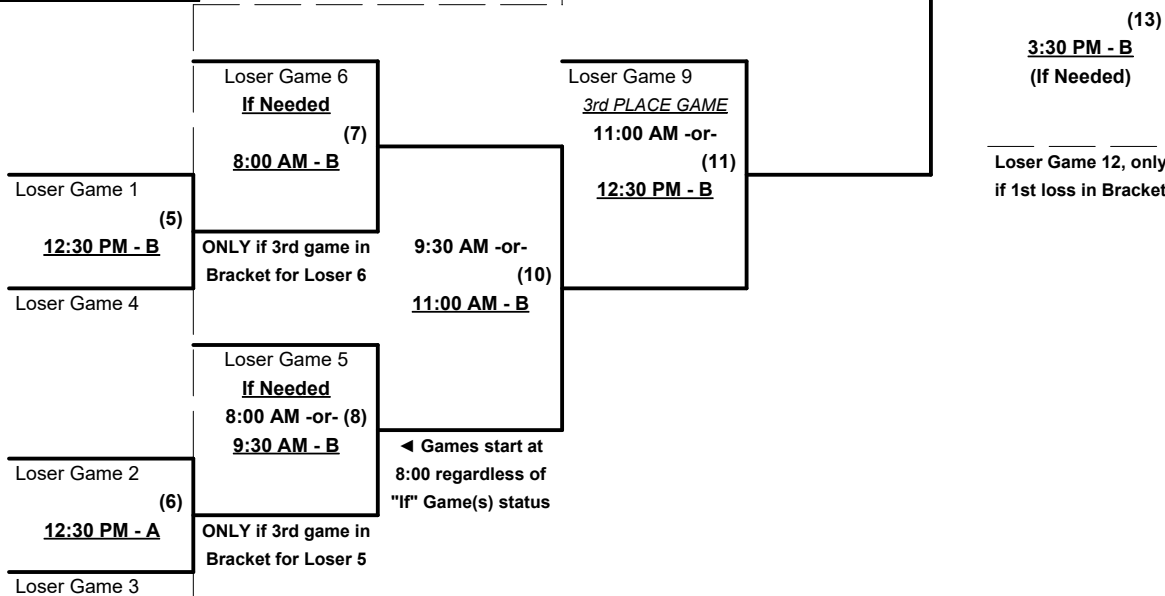 (13)
3:30 PM - B
(If Needed)
Loser Game 12, only
if 1st loss in Bracket
Loser Game 6
If Needed
(7)
8:00 AM - B
Loser Game 9
3rd PLACE GAME
11:00 AM -or-
(11)
12:30 PM - B
Loser Game 1
(5)
12:30 PM - B
Loser Game 4
ONLY if 3rd game in
Bracket for Loser 6
9:30 AM -or-
(10)
11:00 AM - B
Loser Game 5
If Needed
8:00 AM -or- (8)
9:30 AM - B
◄ Games start at
8:00 regardless of
"If" Game(s) status
Loser Game 2
(6)
12:30 PM - A
Loser Game 3
ONLY if 3rd game in
Bracket for Loser 5